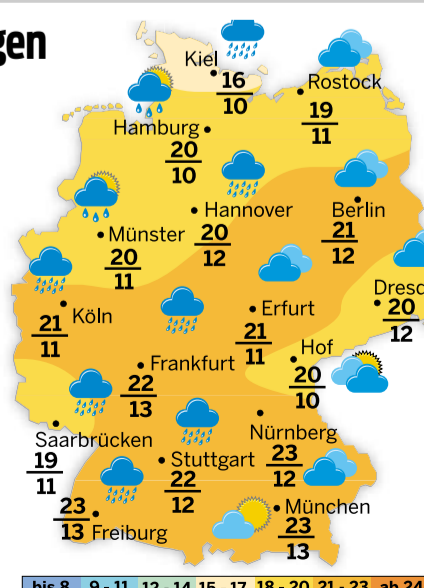 gen
Kiel
16
10
Rostock
19
11
Hamburg
20
10
Hannover
20
12
Berlin
21
12
Münster
20
11
Dresd
20
12
Köln
21
11
Erfurt
21
11
Hof
20
10
Frankfurt
22
13
Saarbrücken
19
11
Nürnberg
23
12
Stuttgart
22
12
Freiburg
23
13
München
23
13
bis 8 9 - 11 12 - 14 15 - 17 18 - 20 21 - 23 ab 24